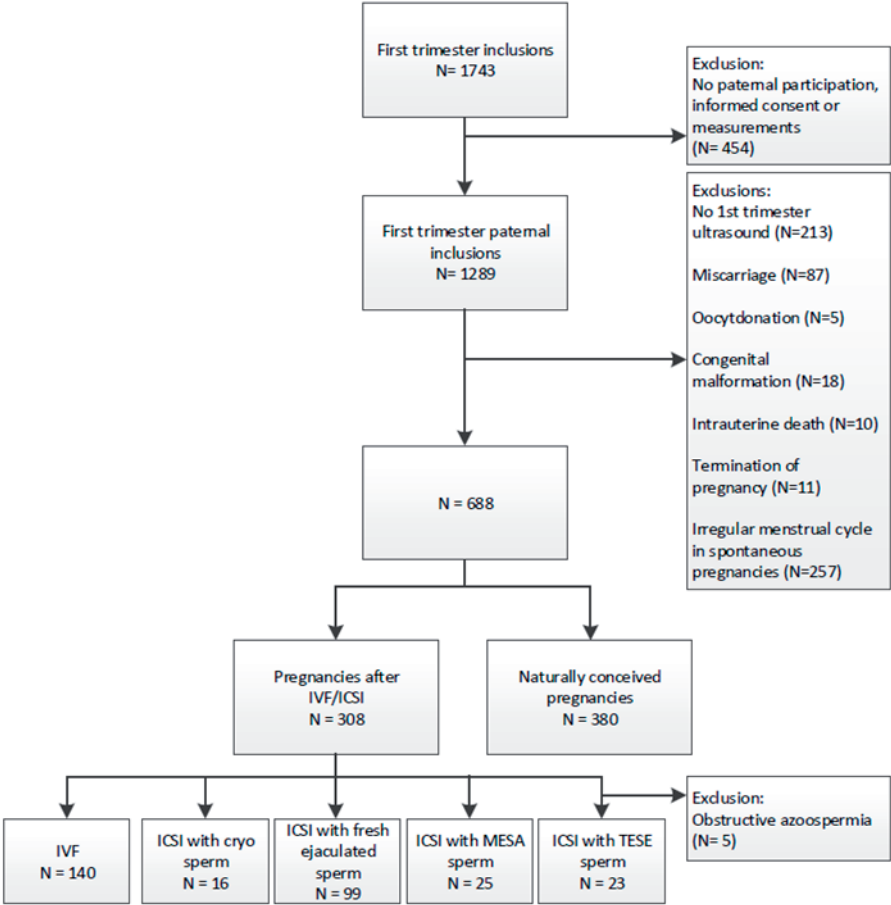 First trimester inclusions
N= 1743
Exclusion:
No paternal participation,
informed consent or
measurements
(N= 454)
First trimester paternal
inclusions
N= 1289
Exclusions:
No 1st trimester
ultrasound (N=213)
Miscarriage (N=87)
Oocytdonation (N=5)
Congenital
malformation (N=18)
Intrauterine death (N=10)
Termination of
pregnancy (N=11)
Irregular menstrual cycle
in spontaneous
pregnancies (N=257)
N = 688
Pregnancies after
IVF/ICSI
N = 308
Naturally conceived
pregnancies
N = 380
Exclusion:
Obstructive azoospermia
(N= 5)
IVF
N = 140
ICSI with cryo
sperm
N = 16
ICSI with fresh
ejaculated
sperm
N = 99
ICSI with MESA
sperm
N = 25
ICSI with TESE
sperm
N = 23